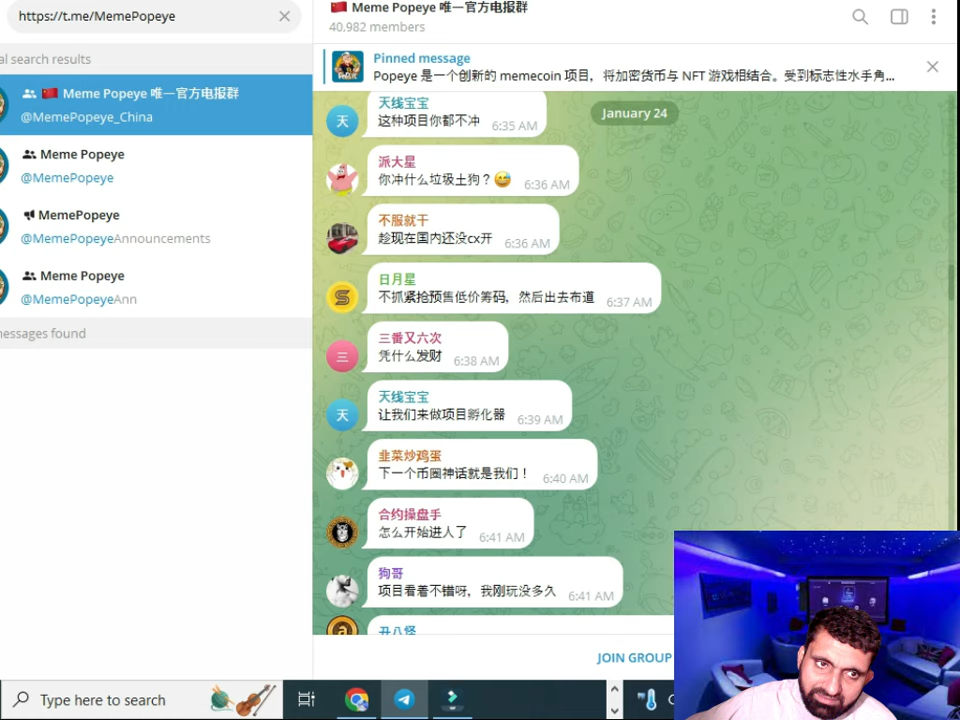 https://t.me/MemePopeye
al search results
Meme Popeye 唯一官方电报群
@MemePopeye_China
Meme Popeye
@MemePopeye
MemePopeye
@MemePopeyeAnnouncements
Meme Popeye
@MemePopeyeAnn
essages found
Meme Popeye 唯一官方电报群
40,982 members
Pinned message
Popeye 是一个创新的 memecoin 项目，将加密货币与 NFT 游戏相结合。受到标志性水手角...
January 24
天线宝宝
天
这种项目你都不冲 6:35 AM
派大星
你冲什么垃圾土狗？😅 6:36 AM
不服就干
趁现在国内还没cx开 6:36 AM
日月星
不抓紧抢预售低价筹码，然后出去布道 6:37 AM
三番又六次
三
凭什么发财 6:38 AM
天线宝宝
天
让我们来做项目孵化器 6:39 AM
韭菜炒鸡蛋
下一个币圈神话就是我们！ 6:40 AM
合约操盘手
怎么开始进人了 6:41 AM
狗哥
项目看着不错呀，我刚玩没多久 6:41 AM
丑八怪
JOIN GROUP
Type here to search